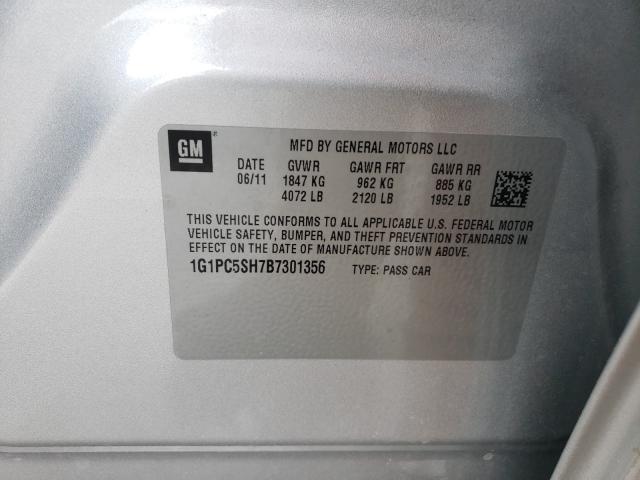 GM
MFD BY GENERAL MOTORS LLC
DATE GVWR GAWR FRT GAWR RR
06/11 1847 KG 962 KG 885 KG
4072 LB 2120 LB 1952 LB
THIS VEHICLE CONFORMS TO ALL APPLICABLE U.S. FEDERAL MOTOR
VEHICLE SAFETY, BUMPER, AND THEFT PREVENTION STANDARDS IN
EFFECT ON THE DATE OF MANUFACTURE SHOWN ABOVE.
1G1PC5SH7B7301356 TYPE: PASS CAR